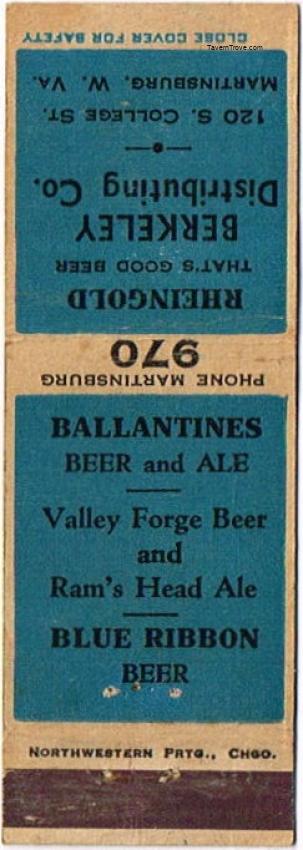 CLOSE COVER FOR SAFETY
TavernTrove.com
RHEINGOLD
THAT'S GOOD BEER
BERKELEY
Distributing Co.
120 S. COLLEGE ST.
MARTINSBURG, W. VA.
PHONE MARTINSBURG
970
BALLANTINES
BEER and ALE
Valley Forge Beer
and
Ram's Head Ale
BLUE RIBBON
BEER
NORTHWESTERN PRTG., CHGO.